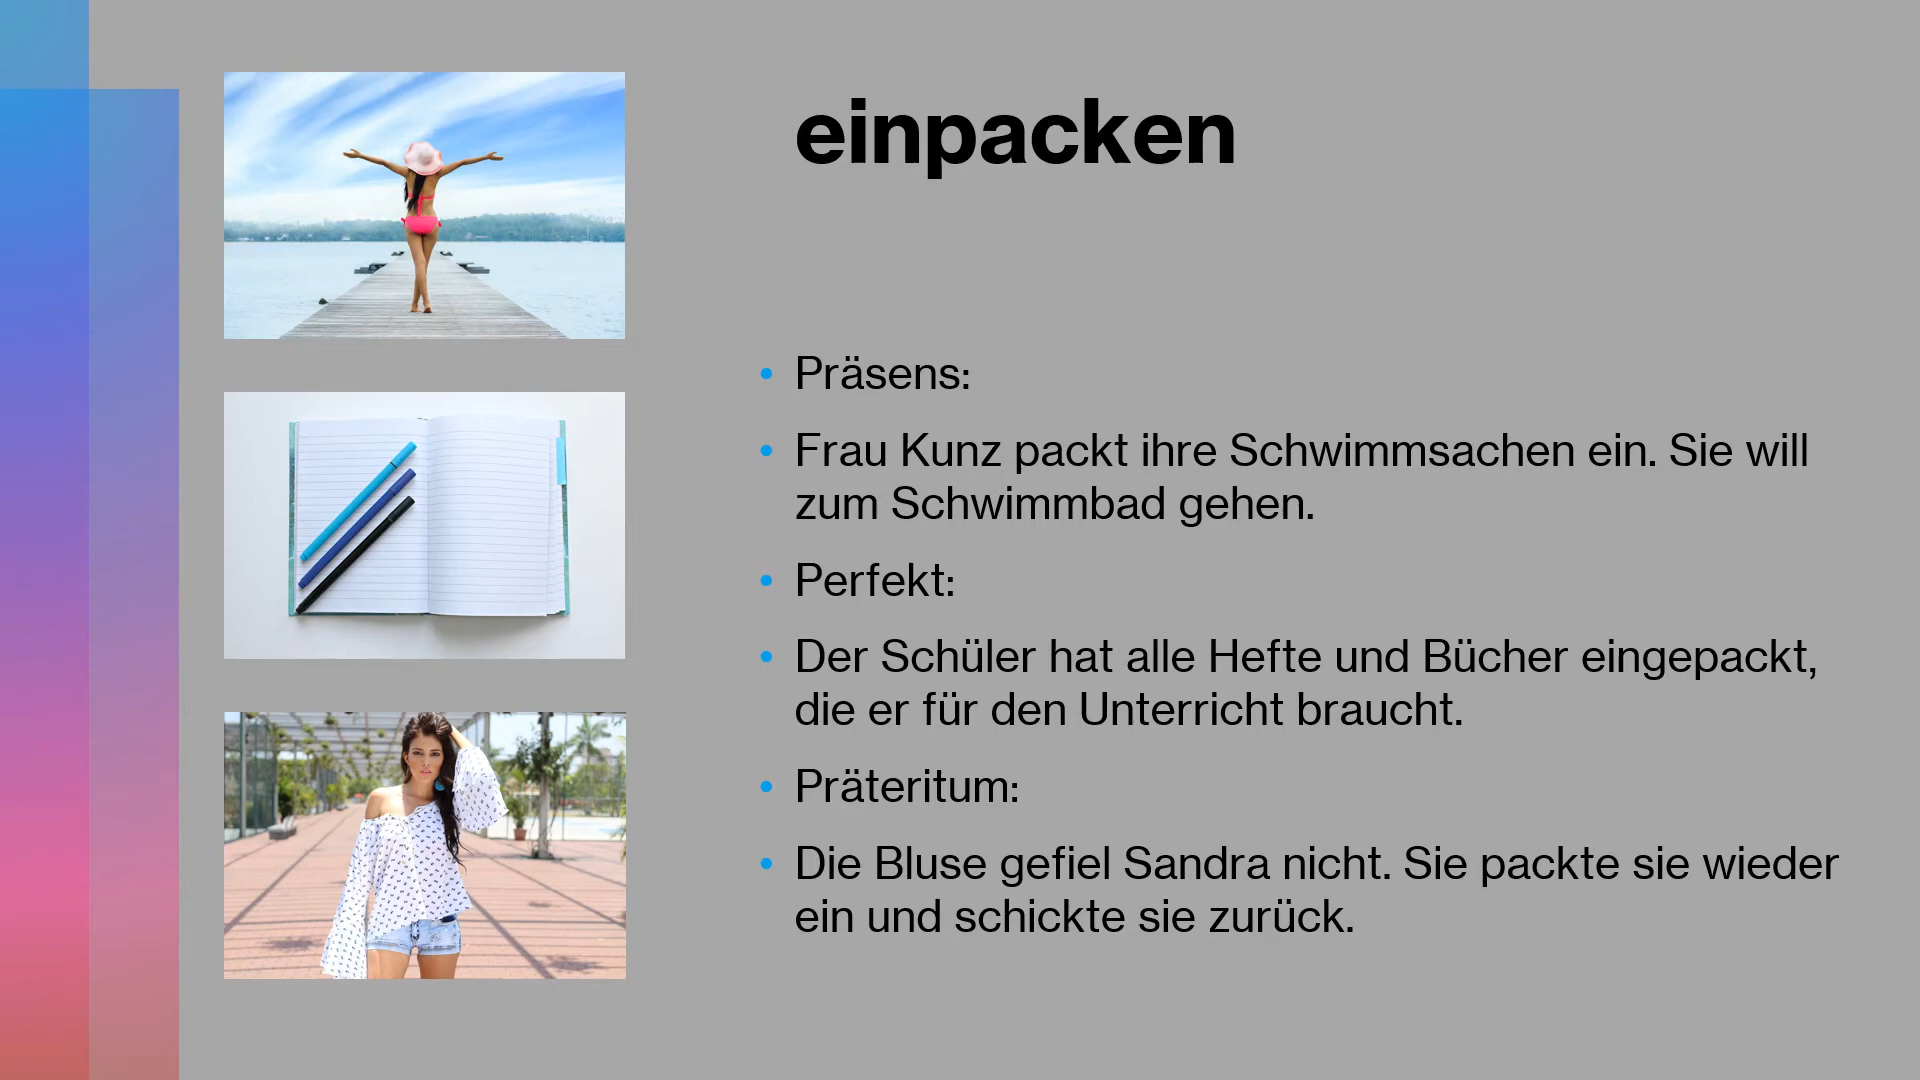 einpacken
• Präsens:
• Frau Kunz packt ihre Schwimmsachen ein. Sie will
zum Schwimmbad gehen.
• Perfekt:
• Der Schüler hat alle Hefte und Bücher eingepackt,
die er für den Unterricht braucht.
• Präteritum:
• Die Bluse gefiel Sandra nicht. Sie packte sie wieder
ein und schickte sie zurück.